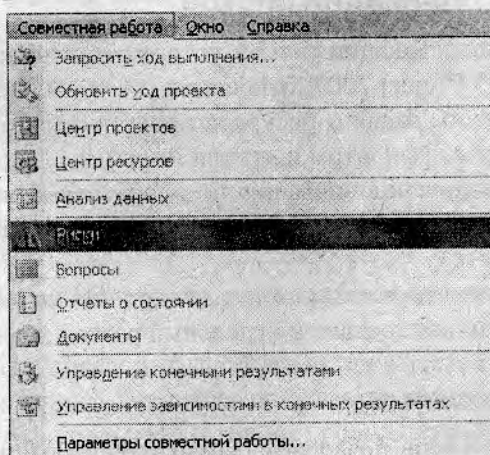 Совместная работа Окно Справка
Запросить ход выполнения...
Обновить ход проекта
Центр проектов
Центр ресурсов
Анализ данных
Риски
Вопросы
Отчеты о состоянии
Документы
Управление конечными результатами
Управление зависимостями в конечных результатах
Параметры совместной работы...